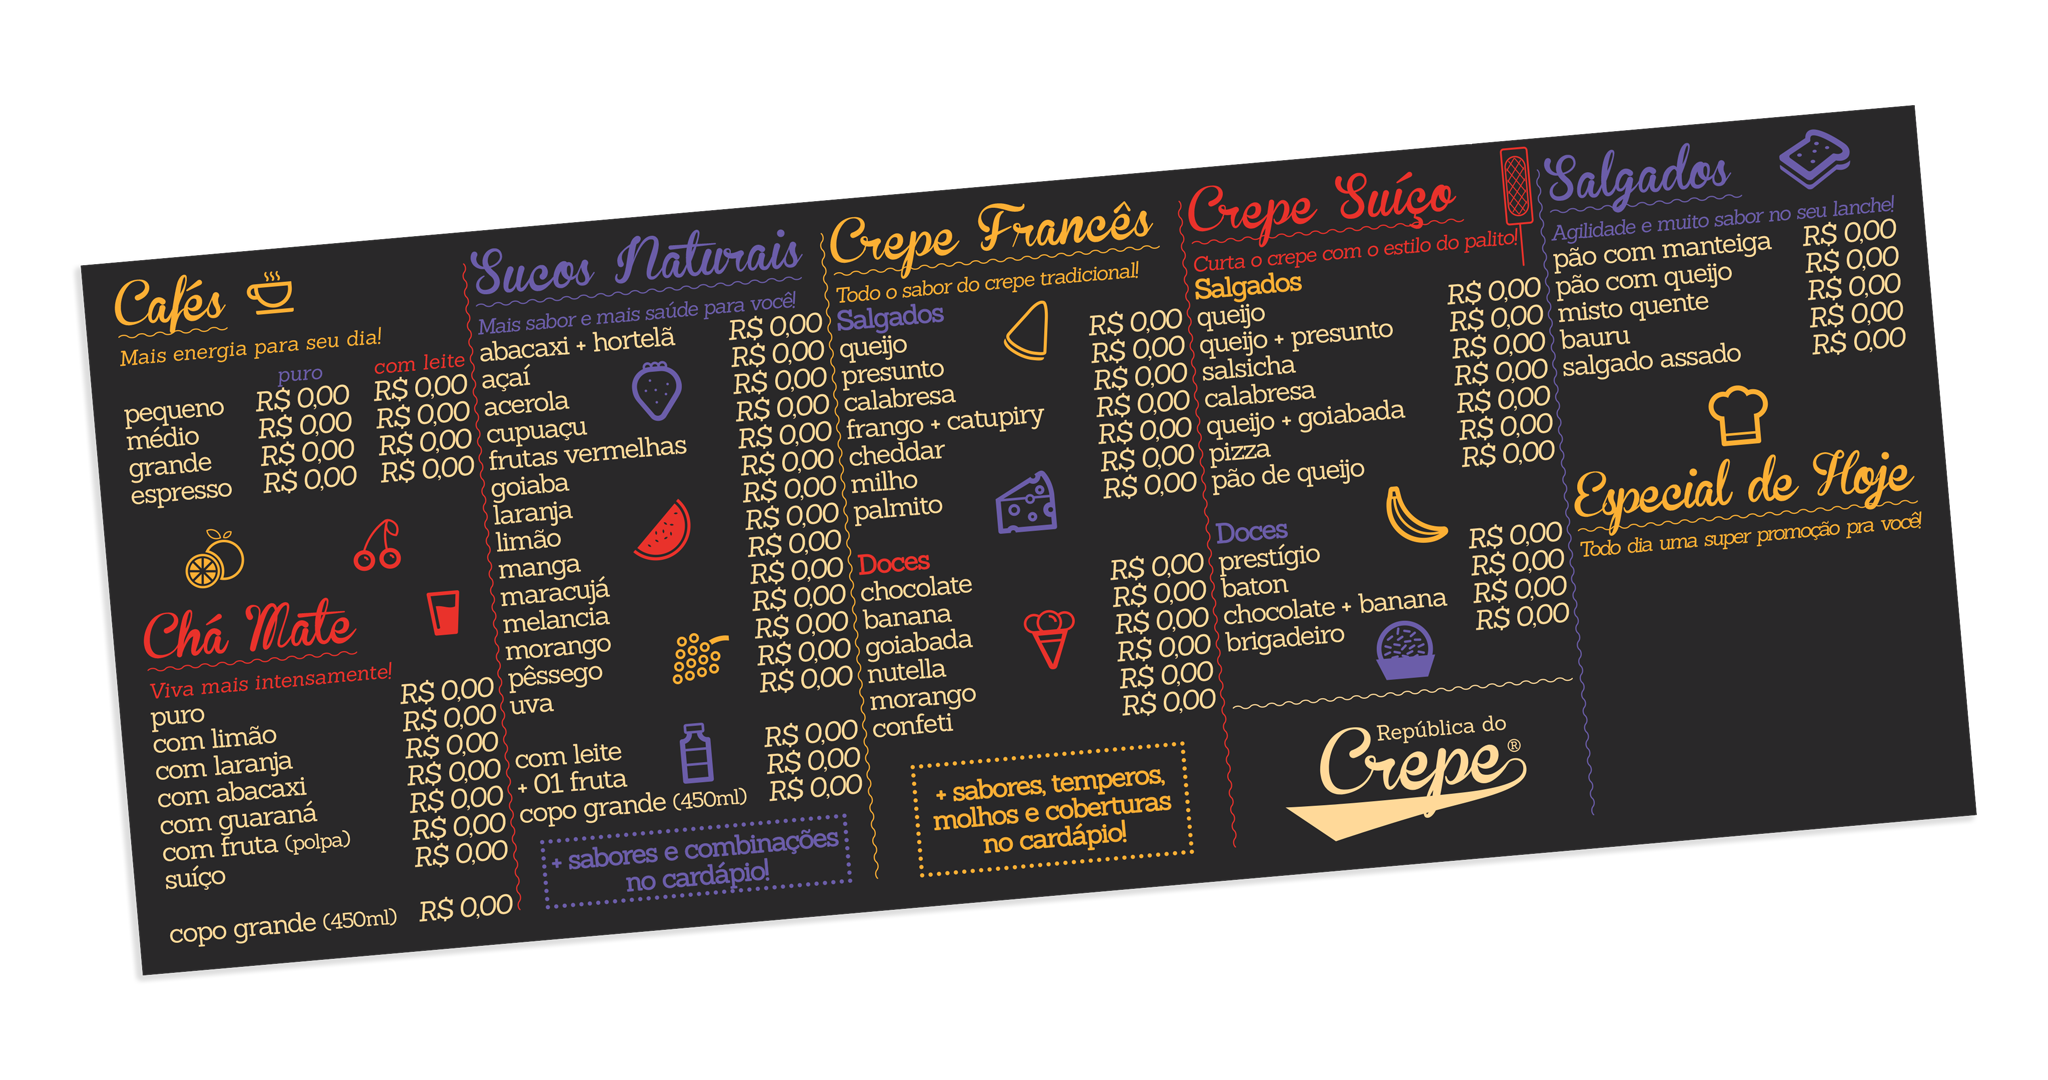 Cafés
Mais energia para seu dia!
puro com leite
pequeno R$ 0,00 R$ 0,00
médio R$ 0,00 R$ 0,00
grande R$ 0,00 R$ 0,00
espresso R$ 0,00 R$ 0,00
Chá Mate
Viva mais intensamente!
puro R$ 0,00
com limão R$ 0,00
com laranja R$ 0,00
com abacaxi R$ 0,00
com guaraná R$ 0,00
com fruta (polpa) R$ 0,00
suíço R$ 0,00
copo grande (450ml) R$ 0,00
Sucos Naturais
Mais sabor e mais saúde para você!
abacaxi + hortelã R$ 0,00
açaí R$ 0,00
acerola R$ 0,00
cupuaçu R$ 0,00
frutas vermelhas R$ 0,00
goiaba R$ 0,00
laranja R$ 0,00
limão R$ 0,00
manga R$ 0,00
maracujá R$ 0,00
melancia R$ 0,00
morango R$ 0,00
pêssego R$ 0,00
uva R$ 0,00
com leite R$ 0,00
+ 01 fruta R$ 0,00
copo grande (450ml) R$ 0,00
+ sabores e combinações
no cardápio!
Crepe Francês
Todo o sabor do crepe tradicional!
Salgados
queijo R$ 0,00
presunto R$ 0,00
calabresa R$ 0,00
frango + catupiry R$ 0,00
cheddar R$ 0,00
milho R$ 0,00
palmito R$ 0,00
Doces
chocolate R$ 0,00
banana R$ 0,00
goiabada R$ 0,00
nutella R$ 0,00
morango R$ 0,00
confeti R$ 0,00
+ sabores, temperos,
molhos e coberturas
no cardápio!
Crepe Suíço
Curta o crepe com o estilo do palito!
Salgados
queijo R$ 0,00
queijo + presunto R$ 0,00
salsicha R$ 0,00
calabresa R$ 0,00
queijo + goiabada R$ 0,00
pizza R$ 0,00
pão de queijo R$ 0,00
Doces
prestígio R$ 0,00
baton R$ 0,00
chocolate + banana R$ 0,00
brigadeiro R$ 0,00
República do
Crepe®
Salgados
Agilidade e muito sabor no seu lanche!
pão com manteiga R$ 0,00
pão com queijo R$ 0,00
misto quente R$ 0,00
bauru R$ 0,00
salgado assado R$ 0,00
Especial de Hoje
Todo dia uma super promoção pra você!